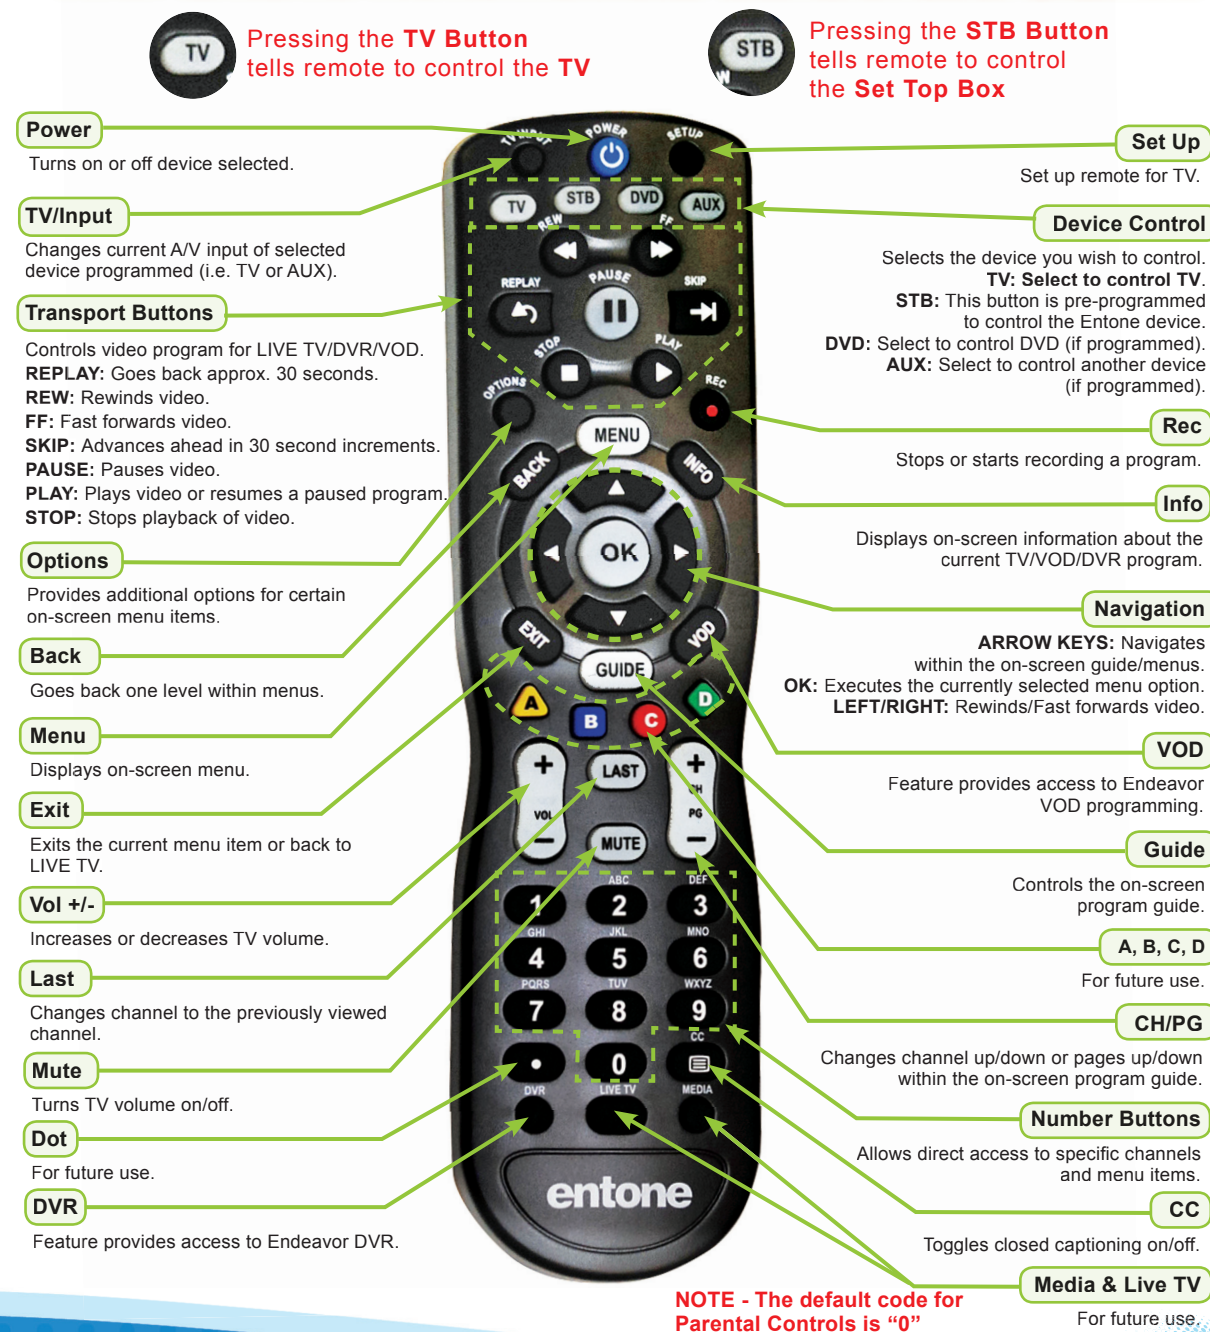 TV
Pressing the TV Button
tells remote to control the TV
STB
Pressing the STB Button
tells remote to control
the Set Top Box
Power
Turns on or off device selected.
TV/Input
Changes current A/V input of selected
device programmed (i.e. TV or AUX).
Transport Buttons
Controls video program for LIVE TV/DVR/VOD.
REPLAY: Goes back approx. 30 seconds.
REW: Rewinds video.
FF: Fast forwards video.
SKIP: Advances ahead in 30 second increments.
PAUSE: Pauses video.
PLAY: Plays video or resumes a paused program.
STOP: Stops playback of video.
Options
Provides additional options for certain
on-screen menu items.
Back
Goes back one level within menus.
Menu
Displays on-screen menu.
Exit
Exits the current menu item or back to
LIVE TV.
Vol +/-
Increases or decreases TV volume.
Last
Changes channel to the previously viewed
channel.
Mute
Turns TV volume on/off.
Dot
For future use.
DVR
Feature provides access to Endeavor DVR.
TV INPUT
POWER
SETUP
TV
STB
DVD
AUX
REW
FF
REPLAY
PAUSE
SKIP
STOP
PLAY
OPTIONS
REC
MENU
BACK
INFO
OK
EXIT
VOD
GUIDE
A
B
C
D
+
VOL
−
LAST
+
CH
PG
−
MUTE
ABC
DEF
1
2
3
GHI
JKL
MNO
4
5
6
PQRS
TUV
WXYZ
7
8
9
CC
•
0
DVR
LIVE TV
MEDIA
entone
Set Up
Set up remote for TV.
Device Control
Selects the device you wish to control.
TV: Select to control TV.
STB: This button is pre-programmed
to control the Entone device.
DVD: Select to control DVD (if programmed).
AUX: Select to control another device
(if programmed).
Rec
Stops or starts recording a program.
Info
Displays on-screen information about the
current TV/VOD/DVR program.
Navigation
ARROW KEYS: Navigates
within the on-screen guide/menus.
OK: Executes the currently selected menu option.
LEFT/RIGHT: Rewinds/Fast forwards video.
VOD
Feature provides access to Endeavor
VOD programming.
Guide
Controls the on-screen
program guide.
A, B, C, D
For future use.
CH/PG
Changes channel up/down or pages up/down
within the on-screen program guide.
Number Buttons
Allows direct access to specific channels
and menu items.
CC
Toggles closed captioning on/off.
Media & Live TV
For future use.
NOTE - The default code for
Parental Controls is “0”